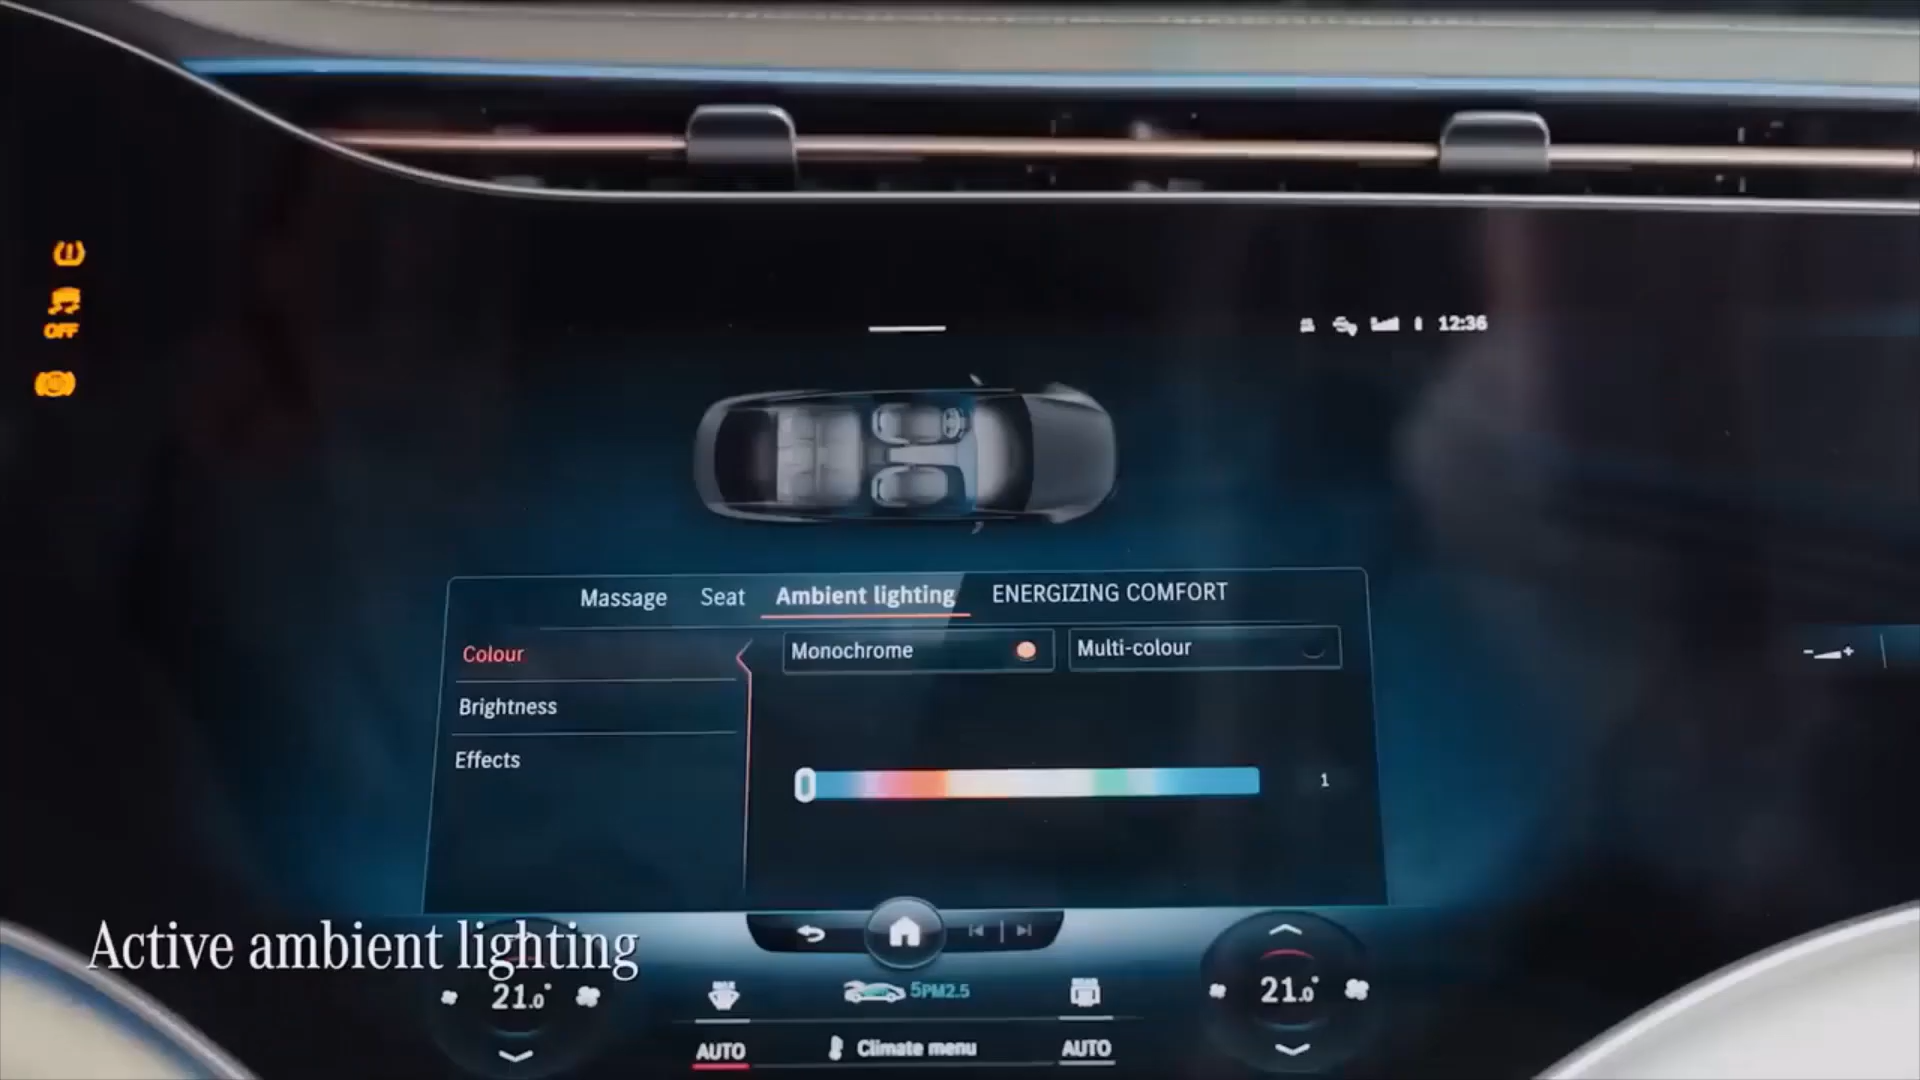 OFF
12:36
Massage Seat Ambient lighting ENERGIZING COMFORT
Colour
Monochrome
Multi-colour
Brightness
Effects
1
Active ambient lighting
21.0°
5PM2.5
21.0°
AUTO
Climate menu
AUTO